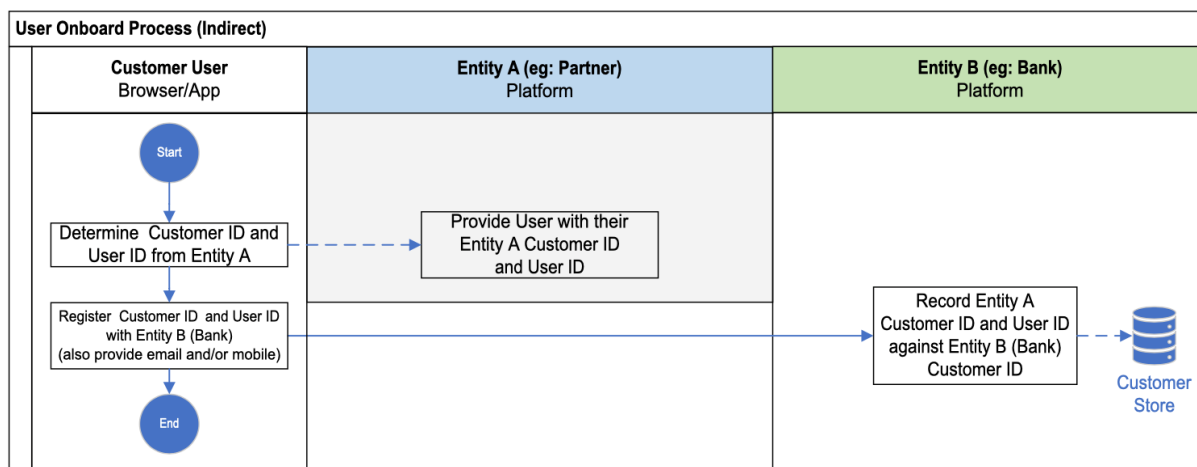 User Onboard Process (Indirect)
Customer User
Browser/App
Entity A (eg: Partner)
Platform
Entity B (eg: Bank)
Platform
Start
Determine Customer ID and
User ID from Entity A
Provide User with their
Entity A Customer ID
and User ID
Register Customer ID and User ID
with Entity B (Bank)
(also provide email and/or mobile)
Record Entity A
Customer ID and User ID
against Entity B (Bank)
Customer ID
Customer
Store
End